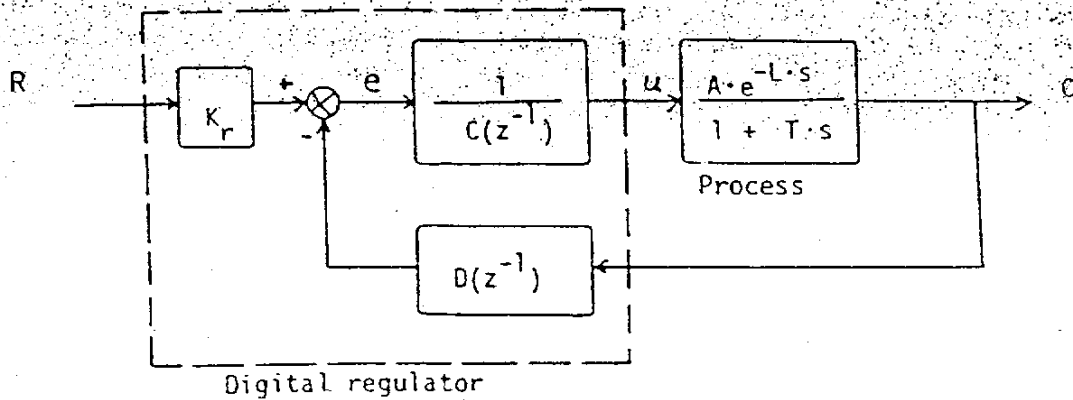 R
K_r
+
-
e
1
C(z^-1)
u
A·e^-L·s
1 + T·s
C
Process
D(z^-1)
Digital regulator